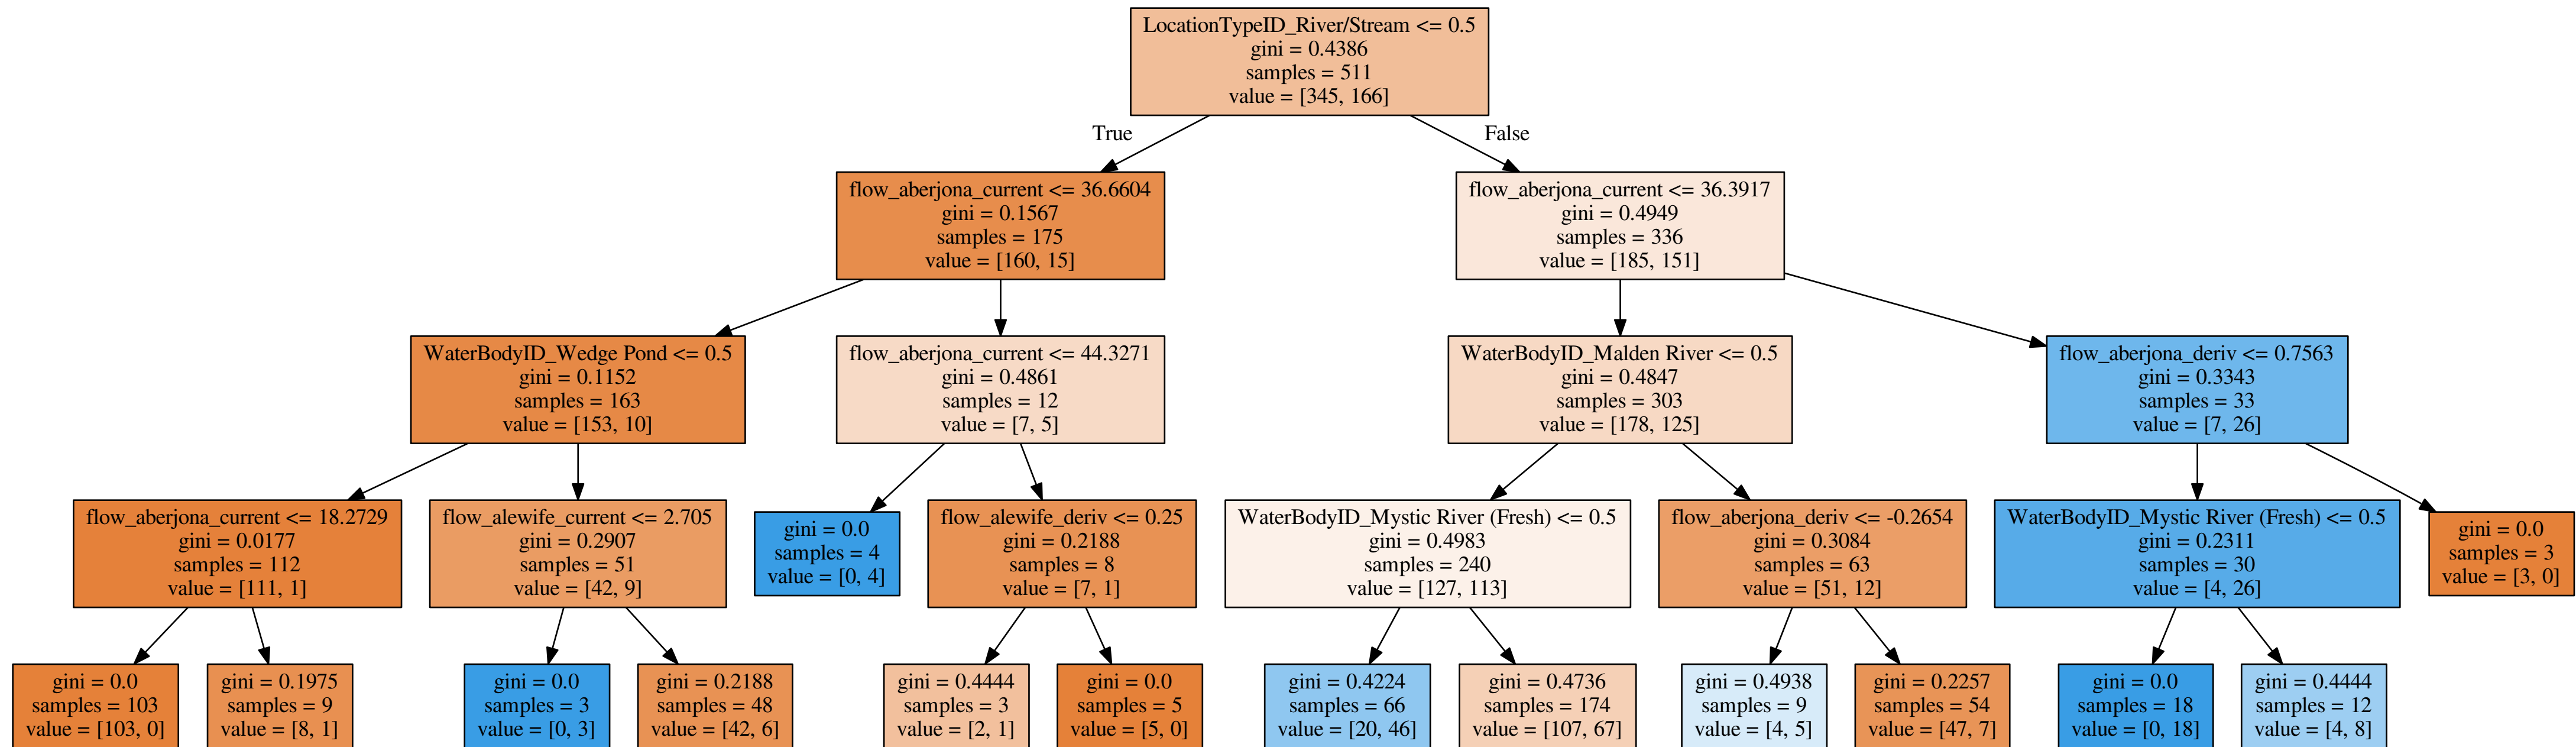 LocationTypeID_River/Stream <= 0.5
gini = 0.4386
samples = 511
value = [345, 166]
True
False
flow_aberjona_current <= 36.6604
gini = 0.1567
samples = 175
value = [160, 15]
flow_aberjona_current <= 36.3917
gini = 0.4949
samples = 336
value = [185, 151]
WaterBodyID_Wedge Pond <= 0.5
gini = 0.1152
samples = 163
value = [153, 10]
flow_aberjona_current <= 44.3271
gini = 0.4861
samples = 12
value = [7, 5]
WaterBodyID_Malden River <= 0.5
gini = 0.4847
samples = 303
value = [178, 125]
flow_aberjona_deriv <= 0.7563
gini = 0.3343
samples = 33
value = [7, 26]
flow_aberjona_current <= 18.2729
gini = 0.0177
samples = 112
value = [111, 1]
flow_alewife_current <= 2.705
gini = 0.2907
samples = 51
value = [42, 9]
gini = 0.0
samples = 4
value = [0, 4]
flow_alewife_deriv <= 0.25
gini = 0.2188
samples = 8
value = [7, 1]
WaterBodyID_Mystic River (Fresh) <= 0.5
gini = 0.4983
samples = 240
value = [127, 113]
flow_aberjona_deriv <= -0.2654
gini = 0.3084
samples = 63
value = [51, 12]
WaterBodyID_Mystic River (Fresh) <= 0.5
gini = 0.2311
samples = 30
value = [4, 26]
gini = 0.0
samples = 3
value = [3, 0]
gini = 0.0
samples = 103
value = [103, 0]
gini = 0.1975
samples = 9
value = [8, 1]
gini = 0.0
samples = 3
value = [0, 3]
gini = 0.2188
samples = 48
value = [42, 6]
gini = 0.4444
samples = 3
value = [2, 1]
gini = 0.0
samples = 5
value = [5, 0]
gini = 0.4224
samples = 66
value = [20, 46]
gini = 0.4736
samples = 174
value = [107, 67]
gini = 0.4938
samples = 9
value = [4, 5]
gini = 0.2257
samples = 54
value = [47, 7]
gini = 0.0
samples = 18
value = [0, 18]
gini = 0.4444
samples = 12
value = [4, 8]